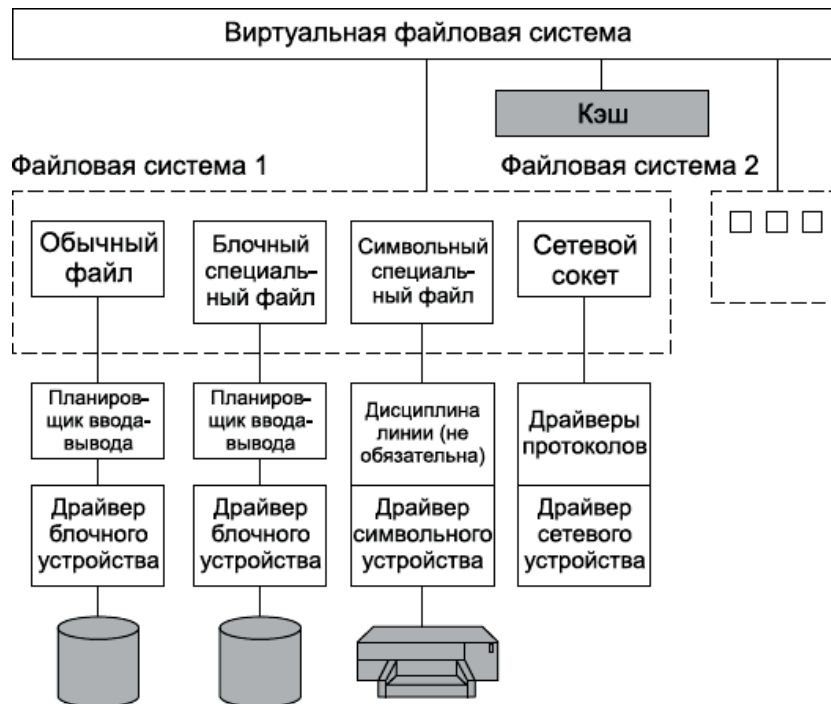 Виртуальная файловая система
Кэш
Файловая система 1
Файловая система 2
Обычный
файл
Блочный
специаль-
ный файл
Символьный
специаль-
ный файл
Сетевой
сокет
Планиров-
щик ввода-
вывода
Планиров-
щик ввода-
вывода
Дисциплина
линии (не
обязательна)
Драйверы
протоколов
Драйвер
блочного
устройства
Драйвер
блочного
устройства
Драйвер
символьного
устройства
Драйвер
сетевого
устройства